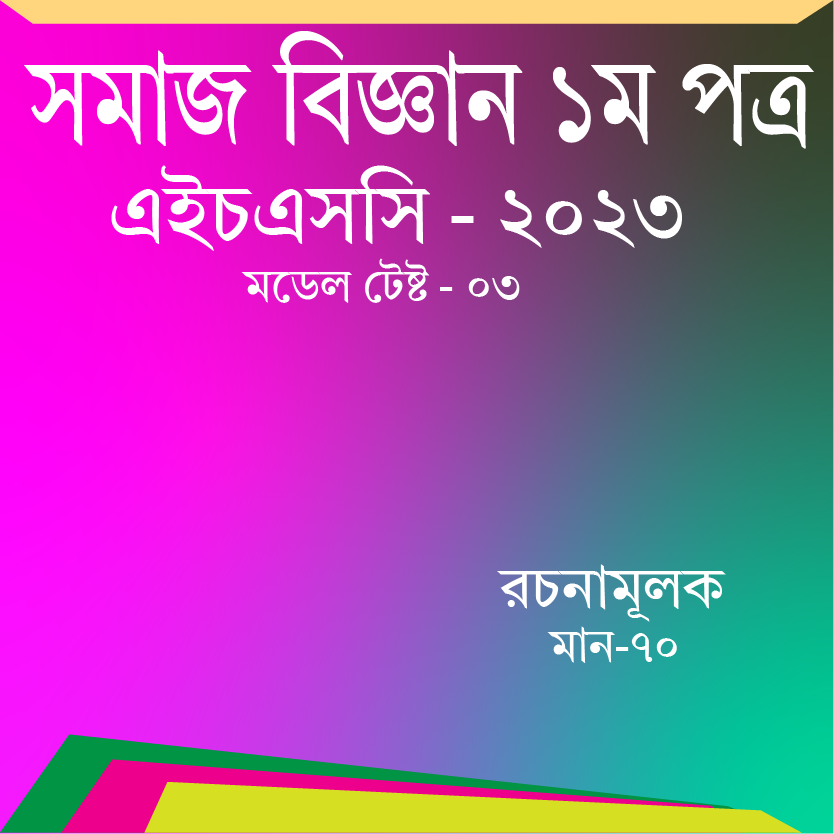 সমাজ বিজ্ঞান ১ম পত্র
এইচএসসি - ২০২৩
মডেল টেষ্ট - ০৩
রচনামূলক
মান-৭০